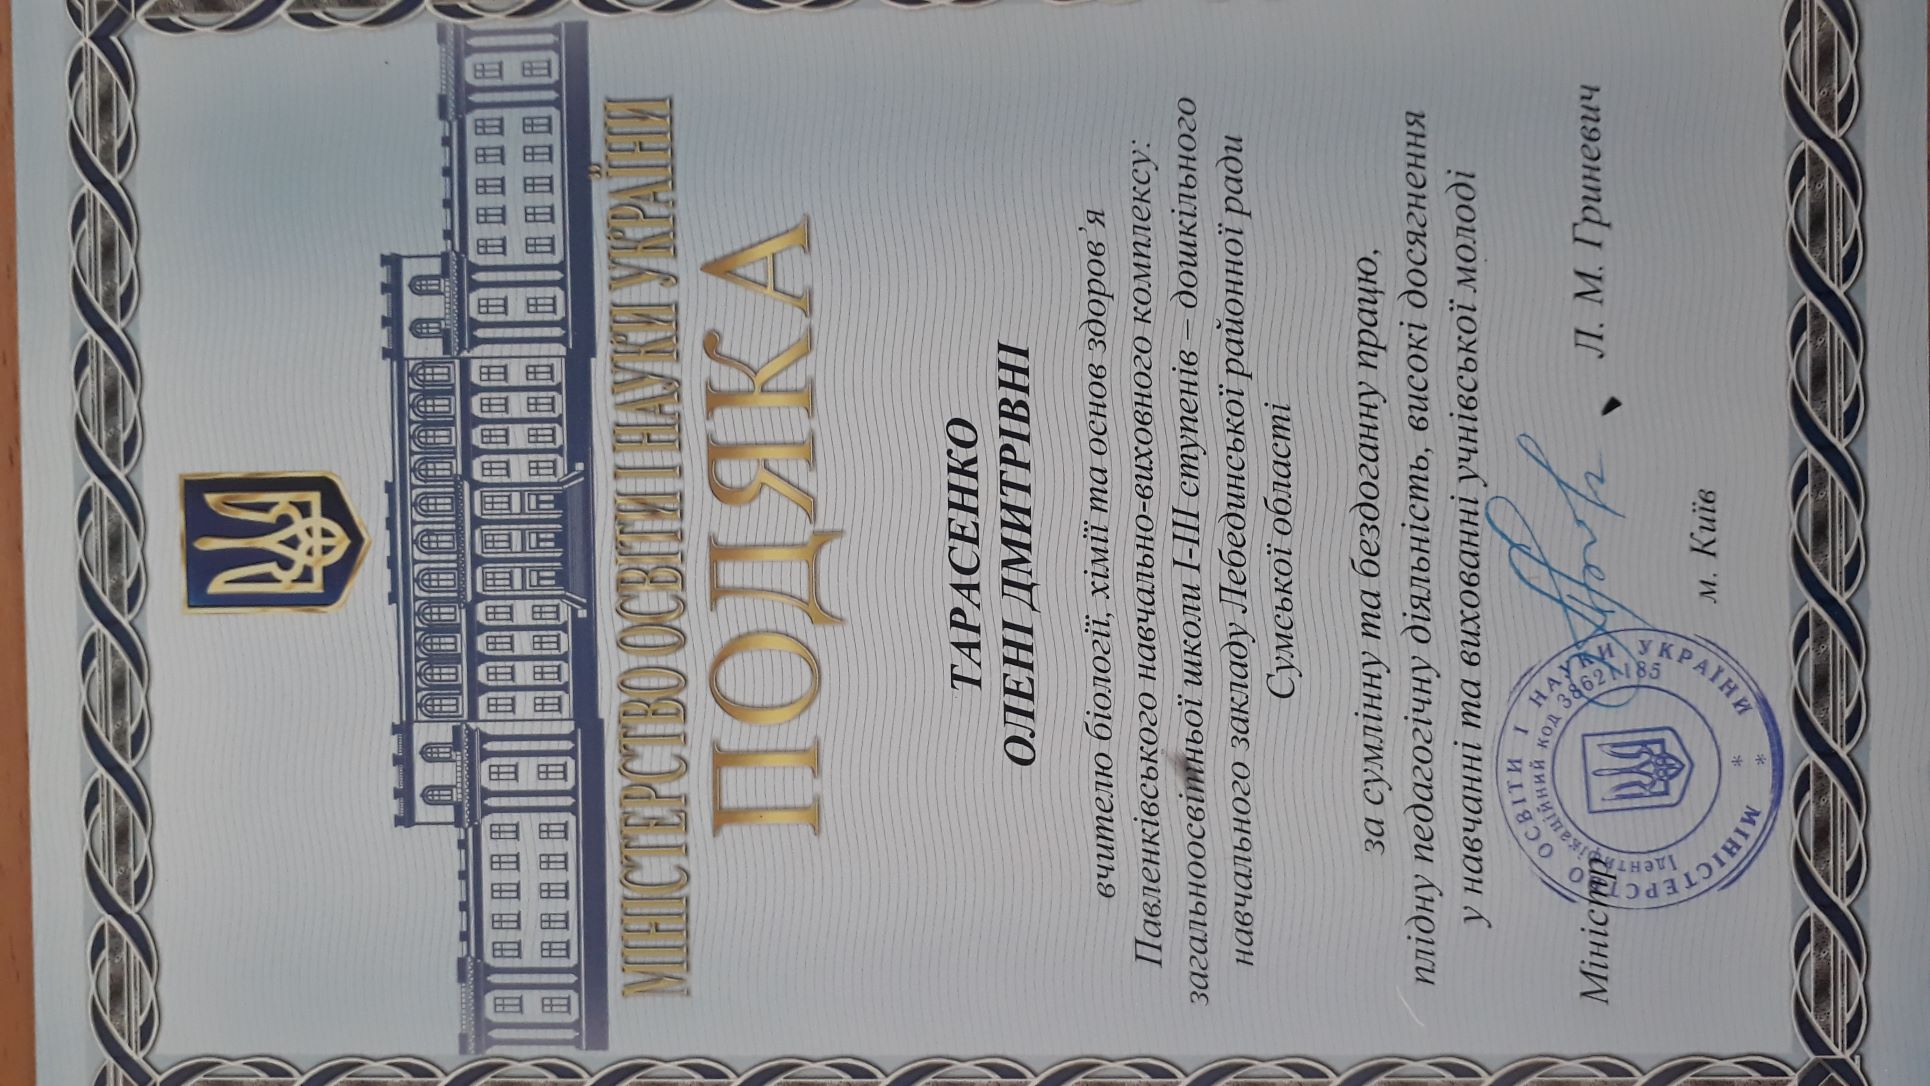 МІНІСТЕРСТВО ОСВІТИ І НАУКИ УКРАЇНИ
ПОДЯКА
ТАРАСЕНКО
ОЛЕНІ ДМИТРІВНІ
вчителю біології, хімії та основ здоров'я
Павленківського навчально-виховного комплексу:
загальноосвітньої школи І-ІІІ ступенів – дошкільного
навчального закладу Лебединської районної ради
Сумської області
за сумлінну та бездоганну працю,
плідну педагогічну діяльність, високі досягнення
у навчанні та вихованні учнівської молоді
Міністр Л. М. Гриневич
* МІНІСТЕРСТВО ОСВІТИ І НАУКИ УКРАЇНИ *
Ідентифікаційний код 38621185
м. Київ